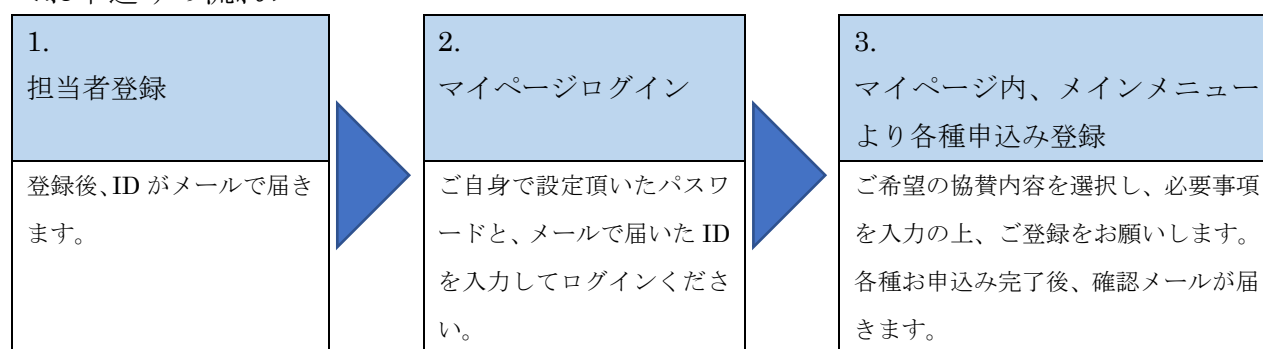 1.
担当者登録
登録後、ID がメールで届き
ます。
2.
マイページログイン
ご自身で設定頂いたパスワ
ードと、メールで届いた ID
を入力してログインくださ
い。
3.
マイページ内、メインメニュー
より各種申込み登録
ご希望の協賛内容を選択し、必要事項
を入力の上、ご登録をお願いします。
各種お申込み完了後、確認メールが届
きます。